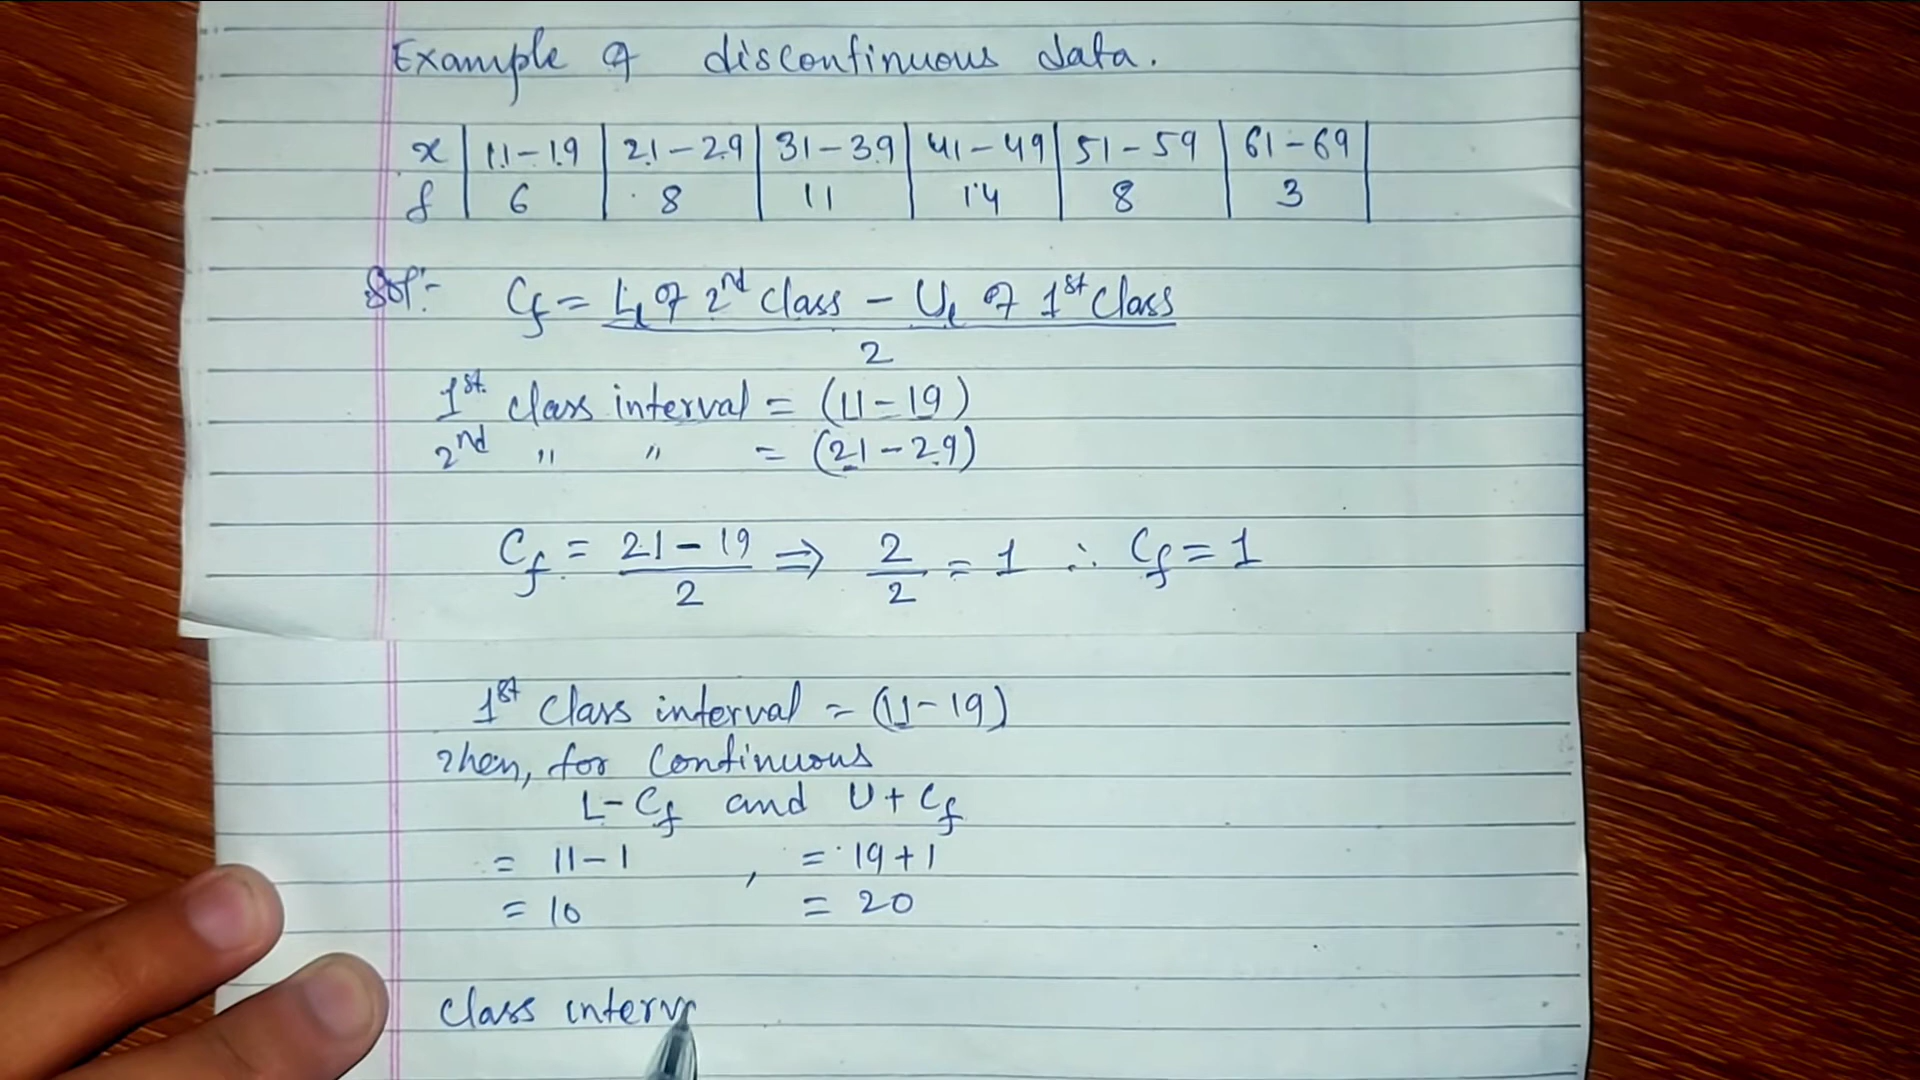 Example of discontinuous data.
x | 11-19 | 21-29 | 31-39 | 41-49 | 51-59 | 61-69 |
f | 6 | 8 | 11 | 14 | 8 | 3 |
Sol:- Cf = Ll of 2nd class - Ul of 1st class
2
1st class interval = (11-19)
2nd " " = (21-29)
Cf = 21-19 / 2 ⇒ 2/2 = 1 ∴ Cf = 1
1st class interval = (11-19)
Then, for Continuous
L-Cf and U+Cf
= 11-1 , = 19+1
= 10 = 20
class interv